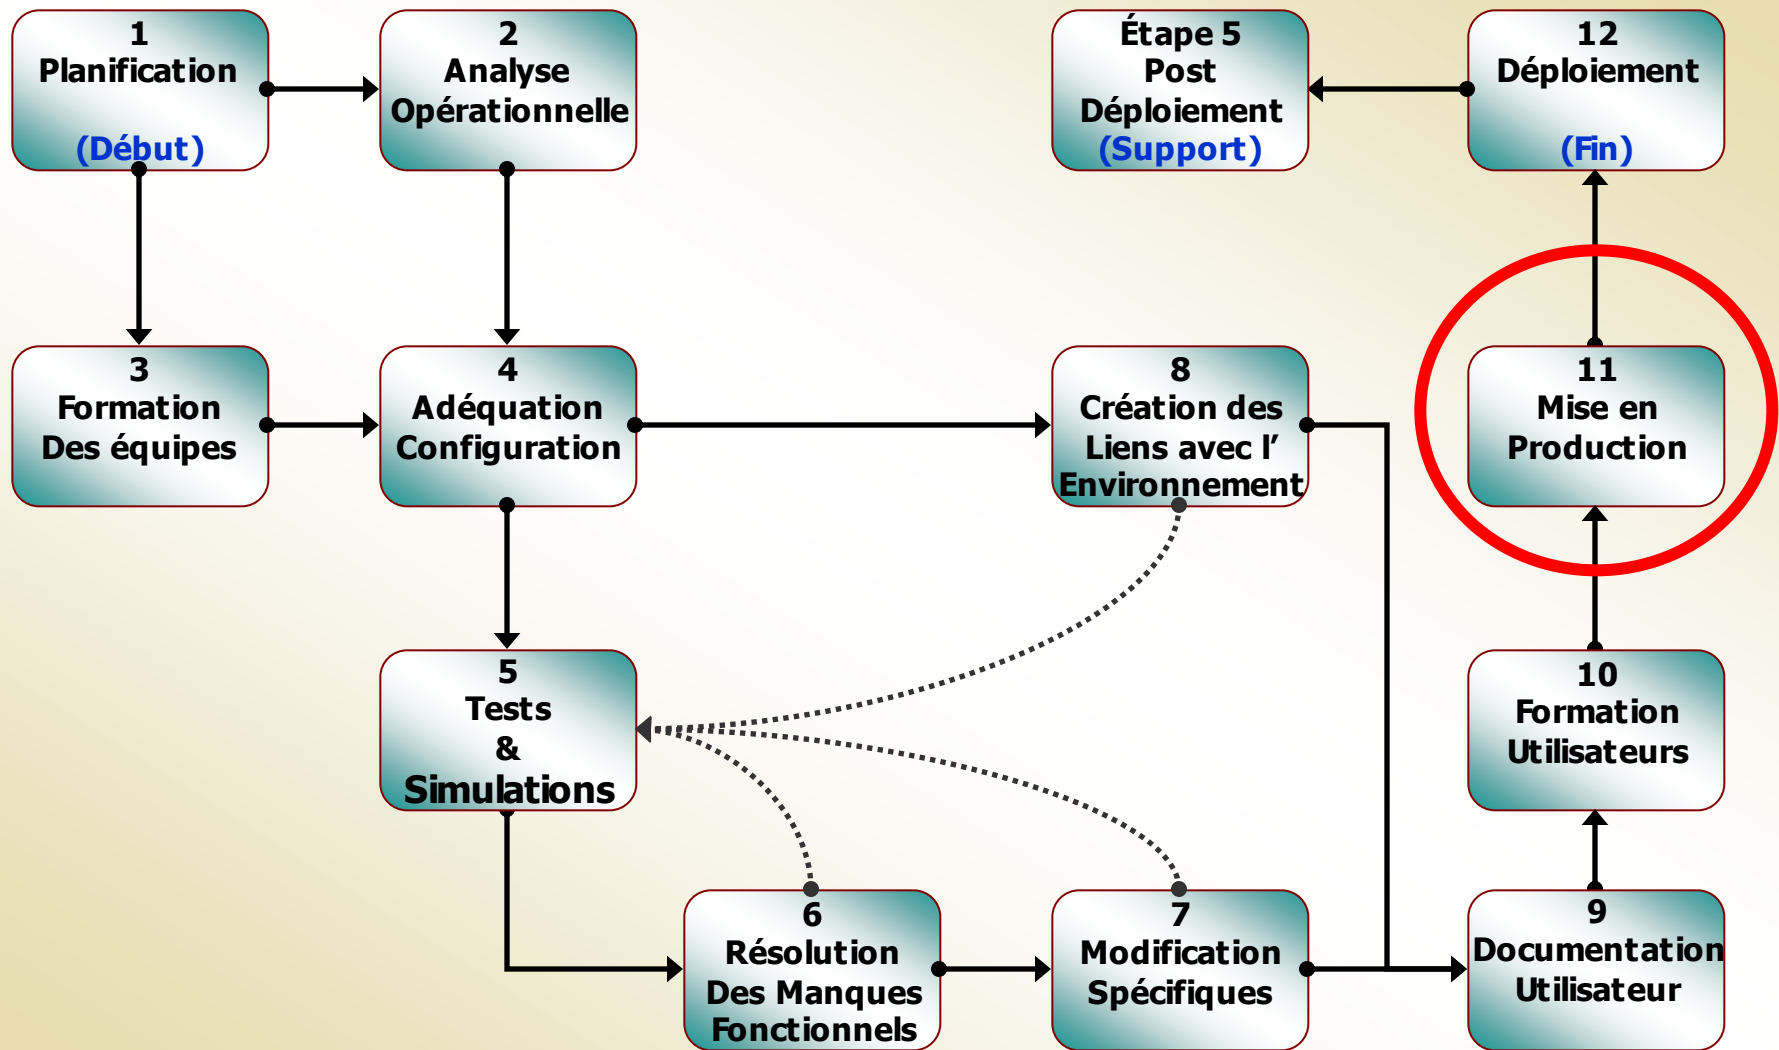 1
Planification
(Début)
2
Analyse
Opérationnelle
Étape 5
Post
Déploiement
(Support)
12
Déploiement
(Fin)
3
Formation
Des équipes
4
Adéquation
Configuration
8
Création des
Liens avec l’
Environnement
11
Mise en
Production
5
Tests
&
Simulations
10
Formation
Utilisateurs
6
Résolution
Des Manques
Fonctionnels
7
Modification
Spécifiques
9
Documentation
Utilisateur